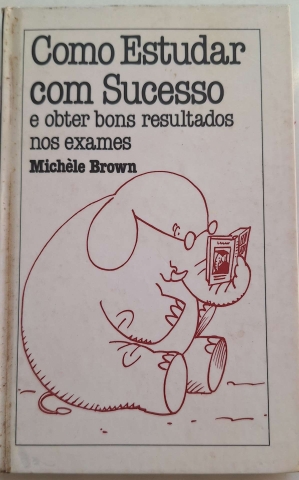 Como Estudar
com Sucesso
e obter bons resultados
nos exames
Michèle Brown